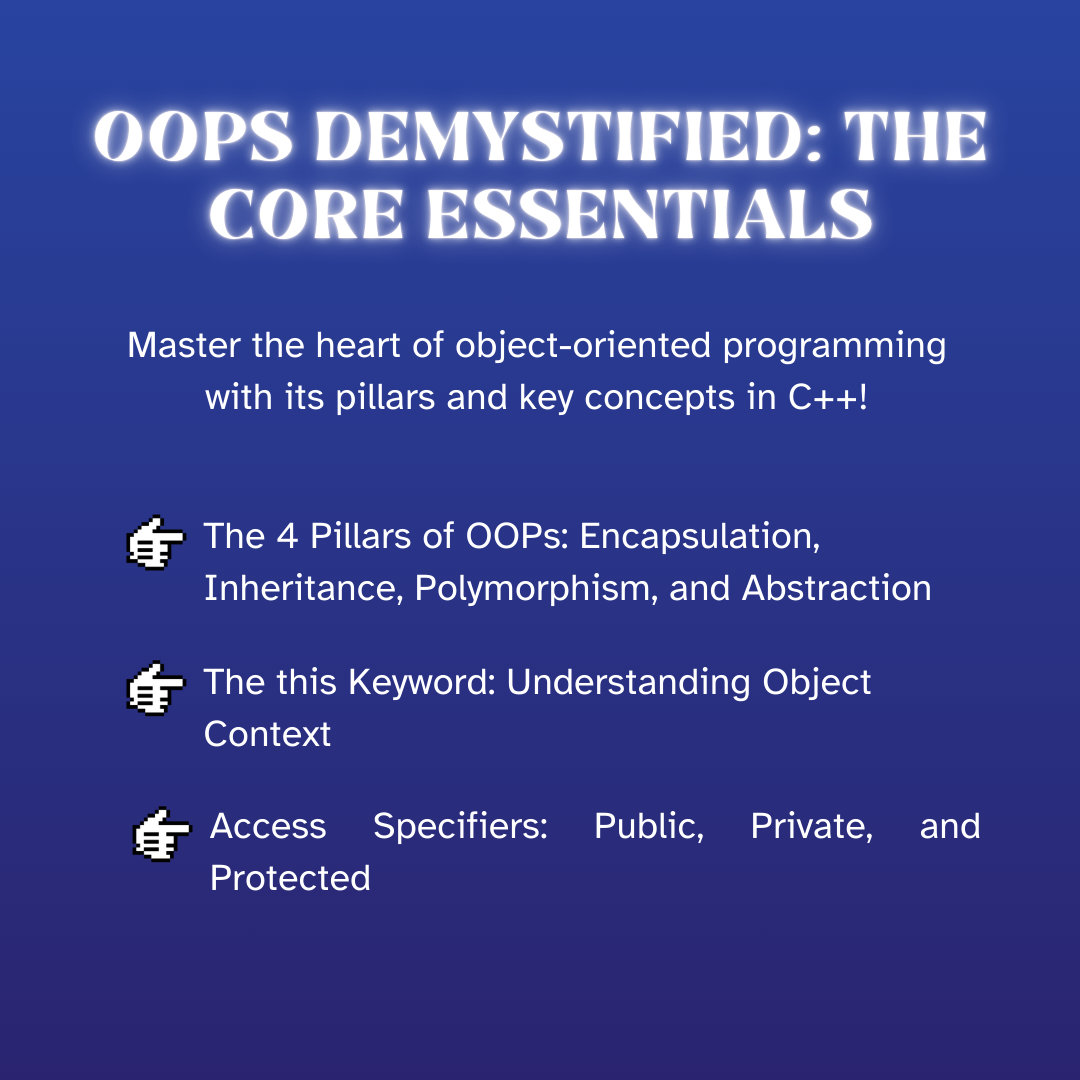 OOPS DEMYSTIFIED: THE
CORE ESSENTIALS
Master the heart of object-oriented programming
with its pillars and key concepts in C++!
The 4 Pillars of OOPs: Encapsulation,
Inheritance, Polymorphism, and Abstraction
The this Keyword: Understanding Object
Context
Access Specifiers: Public, Private, and
Protected